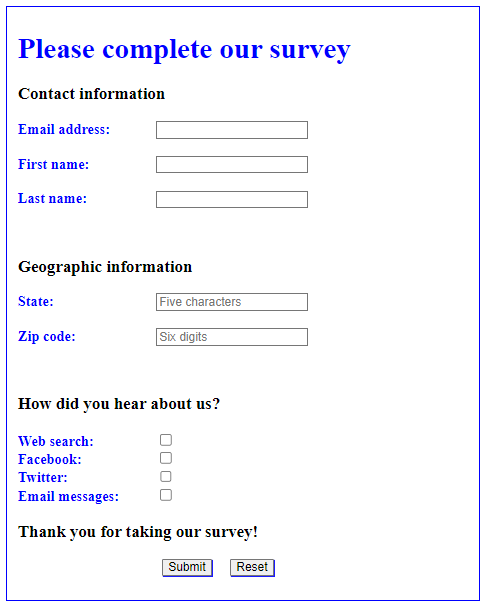 Please complete our survey
Contact information
Email address:
First name:
Last name:
Geographic information
State: Five characters
Zip code: Six digits
How did you hear about us?
Web search:
Facebook:
Twitter:
Email messages:
Thank you for taking our survey!
Submit Reset